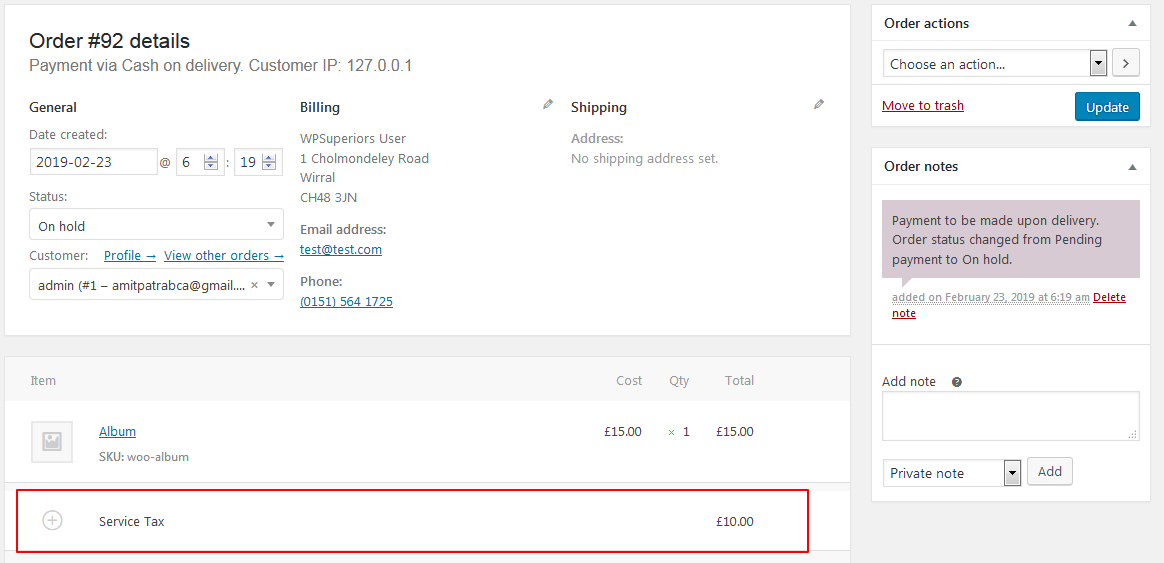 Order #92 details
Payment via Cash on delivery. Customer IP: 127.0.0.1
General
Date created:
2019-02-23 @ 6 : 19
Status:
On hold
Customer: Profile → View other orders →
admin (#1 – amitpatrabca@gmail.... ×
Billing
WPSuperiors User
1 Cholmondeley Road
Wirral
CH48 3JN
Email address:
test@test.com
Phone:
(0151) 564 1725
Shipping
Address:
No shipping address set.
Item Cost Qty Total
Album £15.00 × 1 £15.00
SKU: woo-album
Service Tax £10.00
Order actions
Choose an action...
Move to trash Update
Order notes
Payment to be made upon delivery.
Order status changed from Pending
payment to On hold.
added on February 23, 2019 at 6:19 am Delete
note
Add note ?
Private note Add